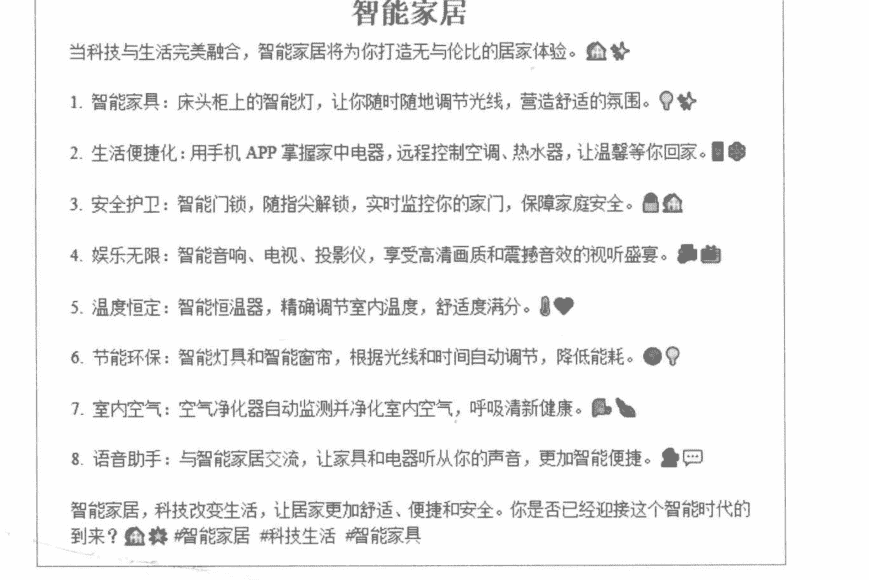 智能家居
当科技与生活完美融合，智能家居将为你打造无与伦比的居家体验。🏠✨
1. 智能家具：床头柜上的智能灯，让你随时随地调节光线，营造舒适的氛围。💡✨
2. 生活便捷化：用手机 APP 掌握家中电器，远程控制空调、热水器，让温馨等你回家。
3. 安全护卫：智能门锁，随指尖解锁，实时监控你的家门，保障家庭安全。🔒🏠
4. 娱乐无限：智能音响、电视、投影仪，享受高清画质和震撼音效的视听盛宴。
5. 温度恒定：智能恒温器，精确调节室内温度，舒适度满分。🌡❤
6. 节能环保：智能灯具和智能窗帘，根据光线和时间自动调节，降低能耗。
7. 室内空气：空气净化器自动监测并净化室内空气，呼吸清新健康。
8. 语音助手：与智能家居交流，让家具和电器听从你的声音，更加智能便捷。
智能家居，科技改变生活，让居家更加舒适、便捷和安全。你是否已经迎接这个智能时代的
到来？🏠 #智能家居 #科技生活 #智能家具